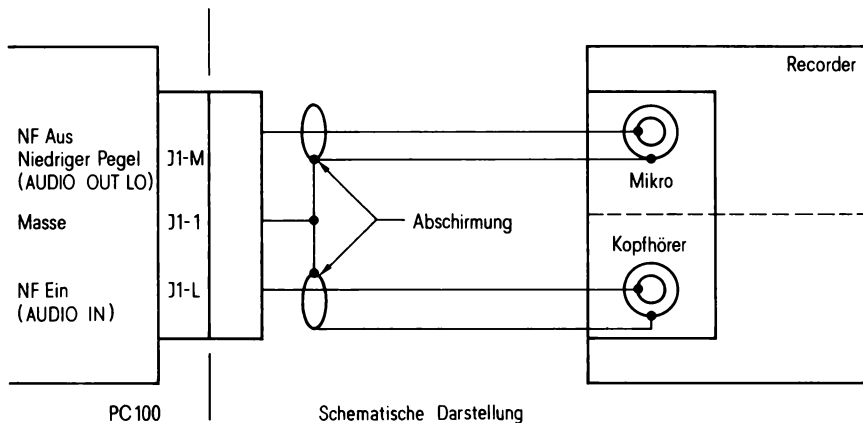 Recorder
NF Aus
Niedriger Pegel
(AUDIO OUT LO)
J1-M
Mikro
Masse
J1-1
Abschirmung
Kopfhörer
NF Ein
(AUDIO IN)
J1-L
PC100
Schematische Darstellung